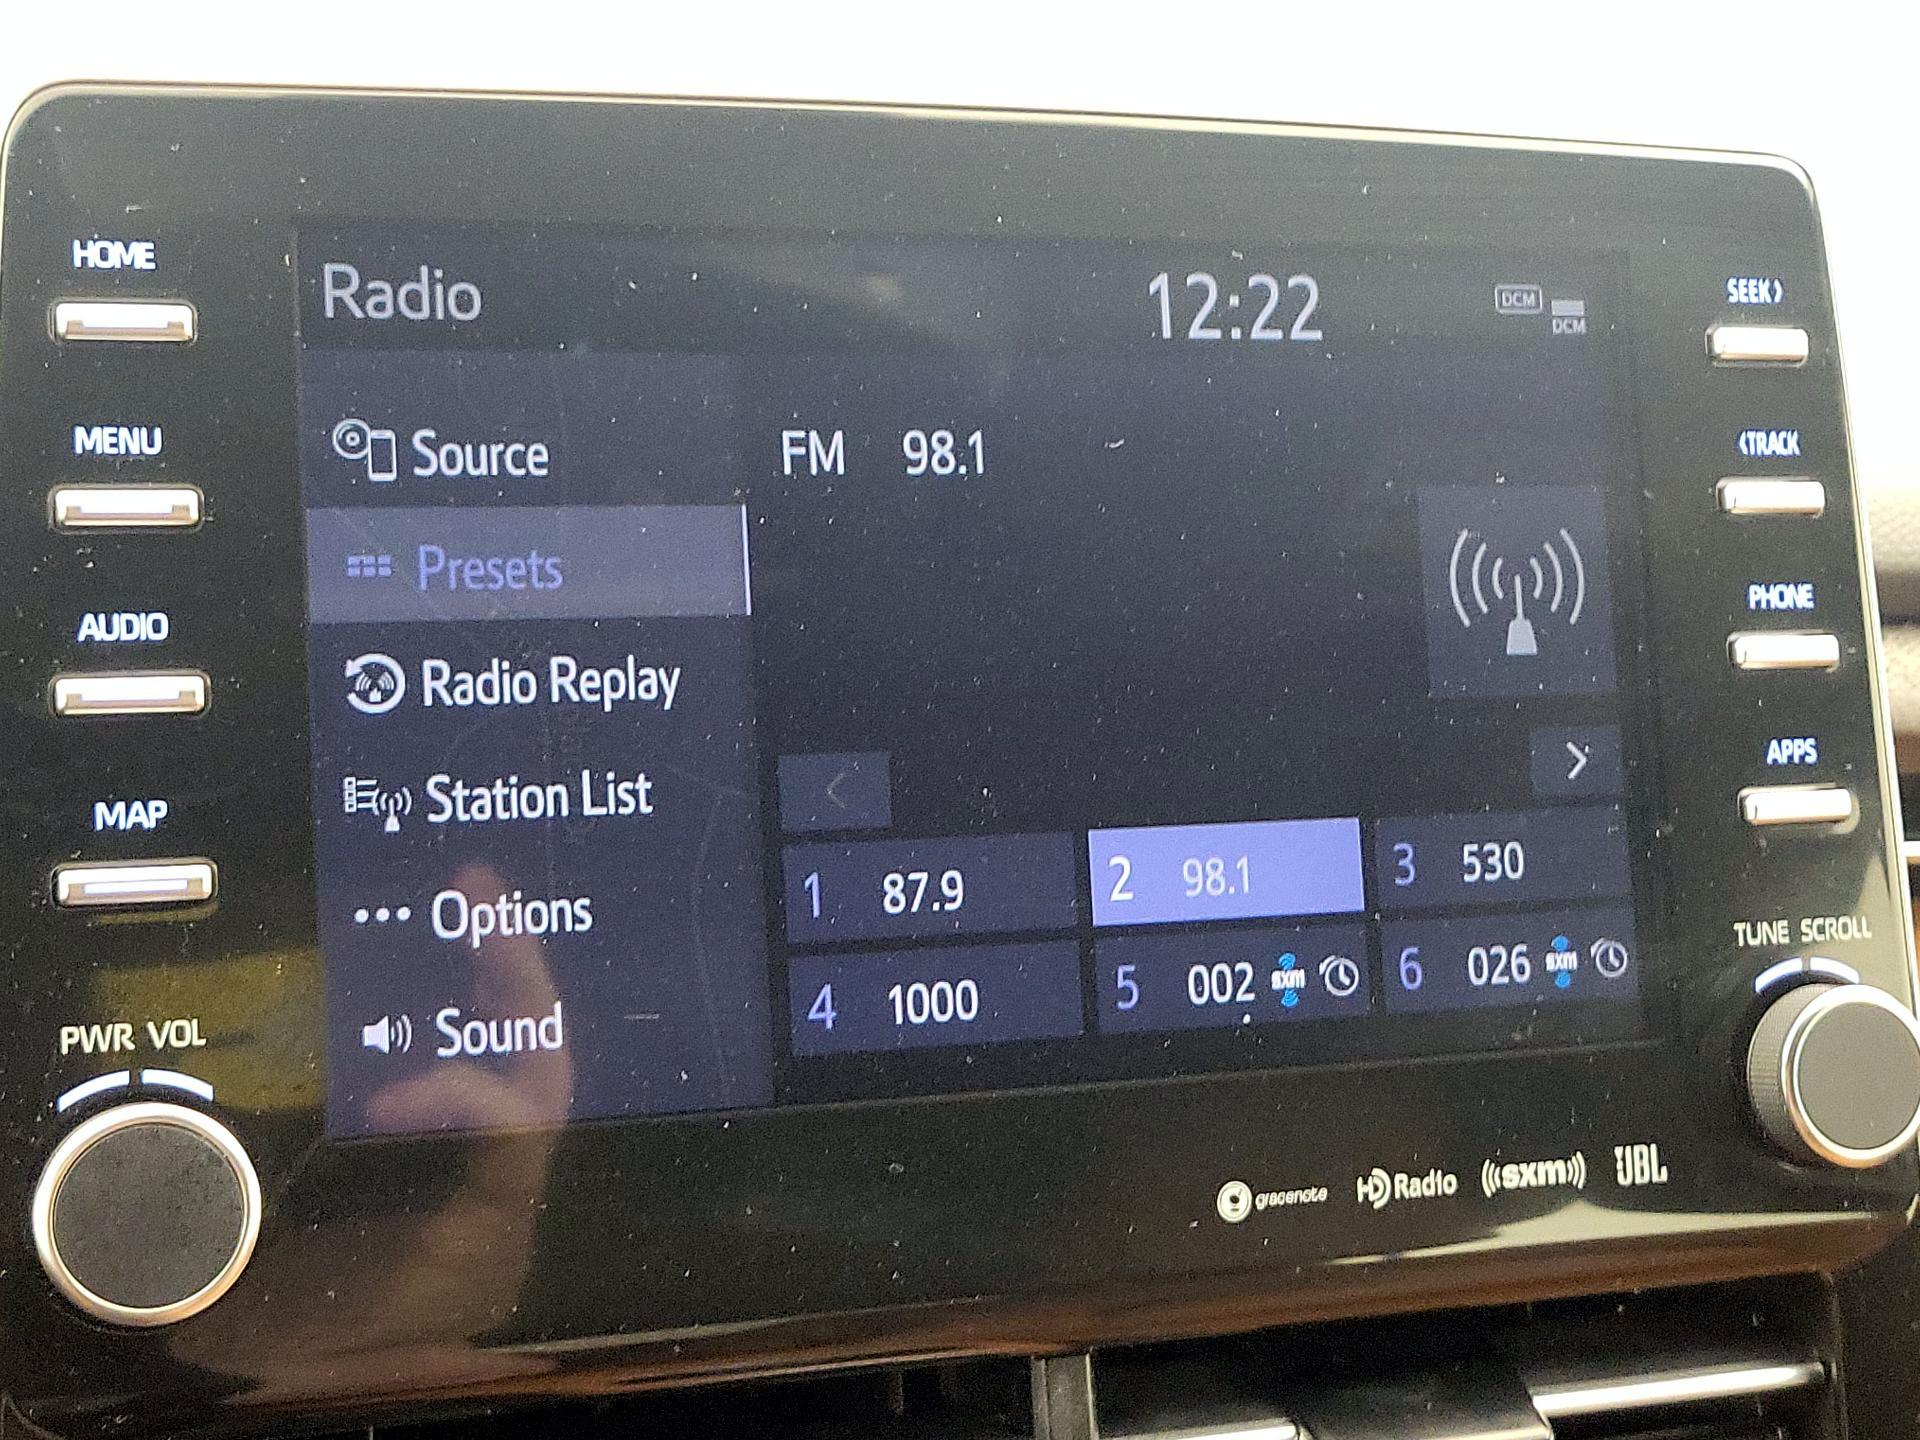 HOME
MENU
AUDIO
MAP
PWR VOL
Radio
12:22
DCM
DCM
Source
Presets
Radio Replay
Station List
Options
Sound
FM 98.1
1 87.9
2 98.1
3 530
4 1000
5 002 sxm
6 026 sxm
SEEK
TRACK
PHONE
APPS
TUNE SCROLL
gracenote HD Radio sxm JBL